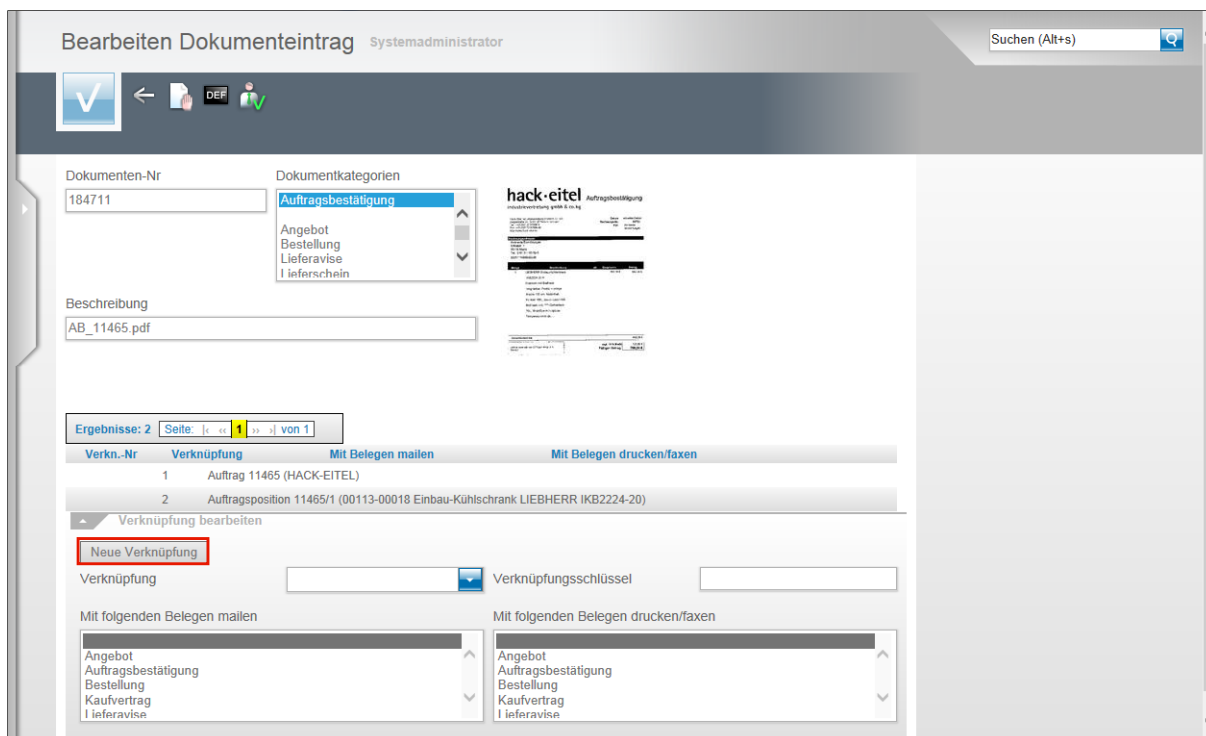 Bearbeiten Dokumenteintrag Systemadministrator
Suchen (Alt+s)
DEF
Dokumenten-Nr
Dokumentkategorien
184711
Auftragsbestätigung
Angebot
Bestellung
Lieferavise
Lieferschein
hack·eitel Auftragsbestätigung
industrievertretung gmbh & co. kg
Beschreibung
AB_11465.pdf
Ergebnisse: 2 Seite: |‹ ‹‹ 1 ›› ›| von 1
Verkn.-Nr Verknüpfung Mit Belegen mailen Mit Belegen drucken/faxen
1 Auftrag 11465 (HACK-EITEL)
2 Auftragsposition 11465/1 (00113-00018 Einbau-Kühlschrank LIEBHERR IKB2224-20)
Verknüpfung bearbeiten
Neue Verknüpfung
Verknüpfung
Verknüpfungsschlüssel
Mit folgenden Belegen mailen
Mit folgenden Belegen drucken/faxen
Angebot
Auftragsbestätigung
Bestellung
Kaufvertrag
Lieferavise
Angebot
Auftragsbestätigung
Bestellung
Kaufvertrag
Lieferavise